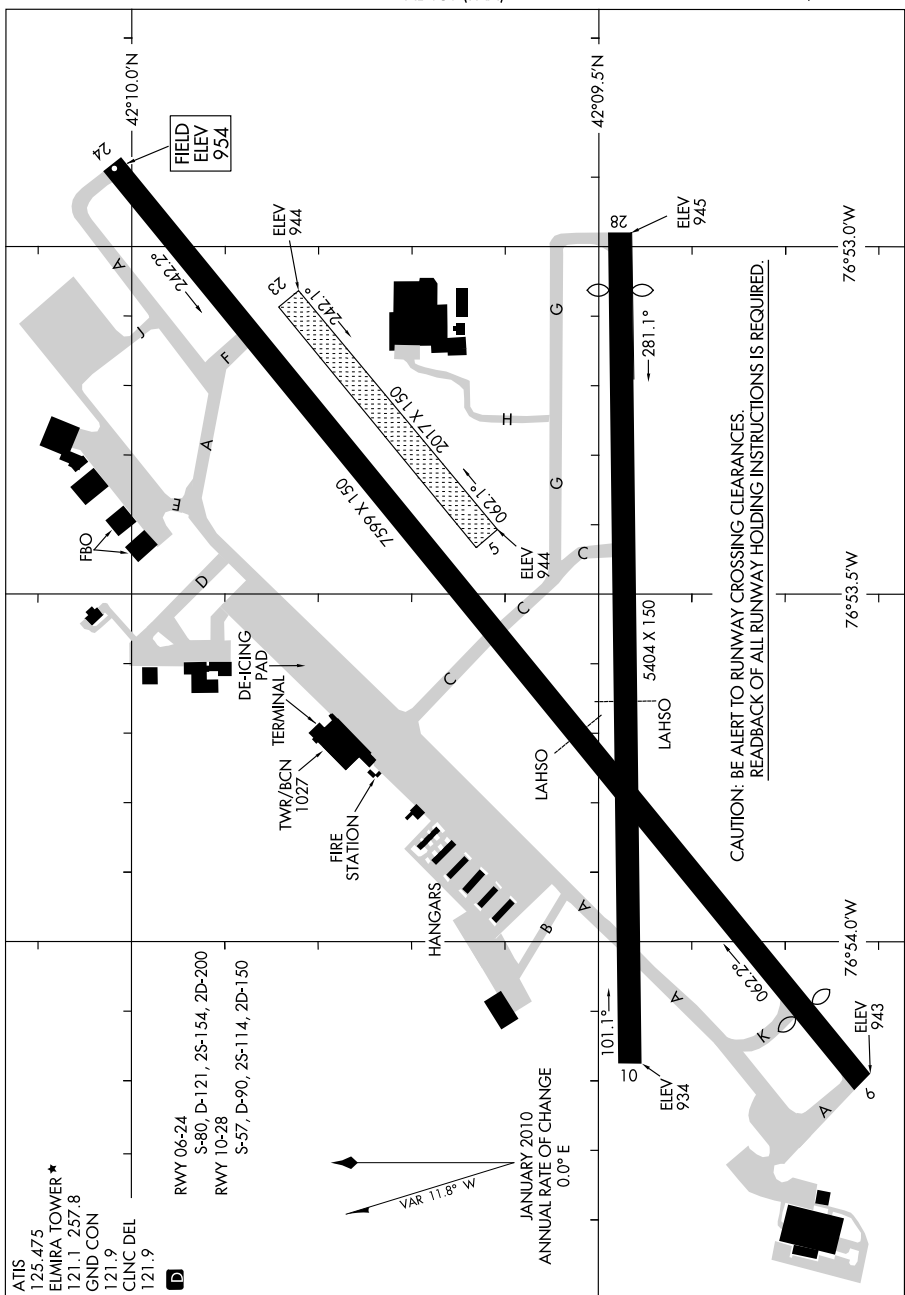 ATIS
125.475
ELMIRA TOWER★
121.1 257.8
GND CON
121.9
CLNC DEL
121.9
D
RWY 06-24
S-80, D-121, 2S-154, 2D-200
RWY 10-28
S-57, D-90, 2S-114, 2D-150
VAR 11.8° W
JANUARY 2010
ANNUAL RATE OF CHANGE
0.0° E
FBO
DE-ICING
PAD
TERMINAL
TWR/BCN
1027
FIRE
STATION
HANGARS
A
J
F
A
E
D
C
C
C
B
A
A
K
A
G
G
H
24
FIELD
ELEV
954
242.2°
7599 X 150
062.2°
6
ELEV
943
23
ELEV
944
242.1°
2017 X 150
062.1°
5
ELEV
944
10
ELEV
934
101.1°
5404 X 150
281.1°
28
ELEV
945
LAHSO
LAHSO
CAUTION: BE ALERT TO RUNWAY CROSSING CLEARANCES.
READBACK OF ALL RUNWAY HOLDING INSTRUCTIONS IS REQUIRED.
42°10.0'N
42°09.5'N
76°54.0'W
76°53.5'W
76°53.0'W